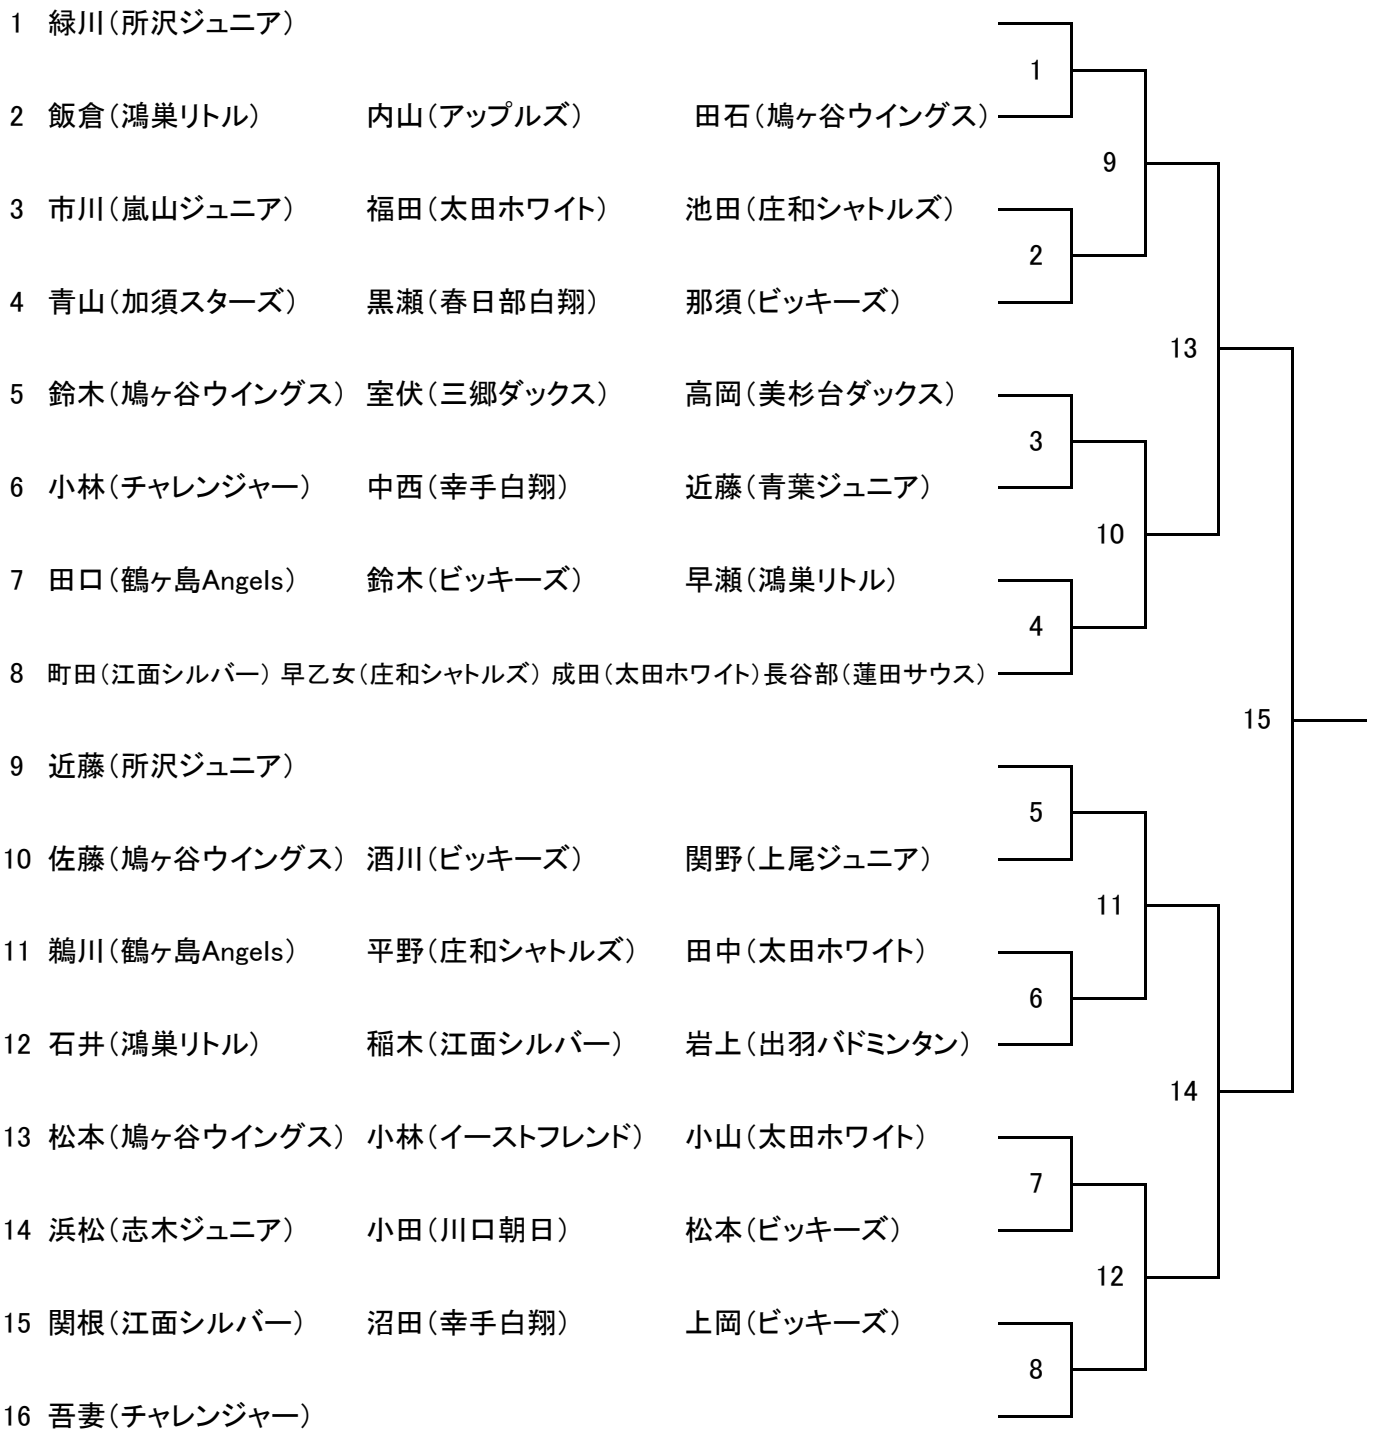 1 緑川(所沢ジュニア)
1
2 飯倉(鴻巣リトル) 内山(アップルズ) 田石(鳩ヶ谷ウイングス)
9
3 市川(嵐山ジュニア) 福田(太田ホワイト) 池田(庄和シャトルズ)
2
4 青山(加須スターズ) 黒瀬(春日部白翔) 那須(ビッキーズ)
13
5 鈴木(鳩ヶ谷ウイングス) 室伏(三郷ダックス) 高岡(美杉台ダックス)
3
6 小林(チャレンジャー) 中西(幸手白翔) 近藤(青葉ジュニア)
10
7 田口(鶴ヶ島Angels) 鈴木(ビッキーズ) 早瀬(鴻巣リトル)
4
8 町田(江面シルバー) 早乙女(庄和シャトルズ) 成田(太田ホワイト) 長谷部(蓮田サウス)
15
9 近藤(所沢ジュニア)
5
10 佐藤(鳩ヶ谷ウイングス) 酒川(ビッキーズ) 関野(上尾ジュニア)
11
11 鵜川(鶴ヶ島Angels) 平野(庄和シャトルズ) 田中(太田ホワイト)
6
12 石井(鴻巣リトル) 稲木(江面シルバー) 岩上(出羽バドミンタン)
14
13 松本(鳩ヶ谷ウイングス) 小林(イーストフレンド) 小山(太田ホワイト)
7
14 浜松(志木ジュニア) 小田(川口朝日) 松本(ビッキーズ)
12
15 関根(江面シルバー) 沼田(幸手白翔) 上岡(ビッキーズ)
8
16 吾妻(チャレンジャー)